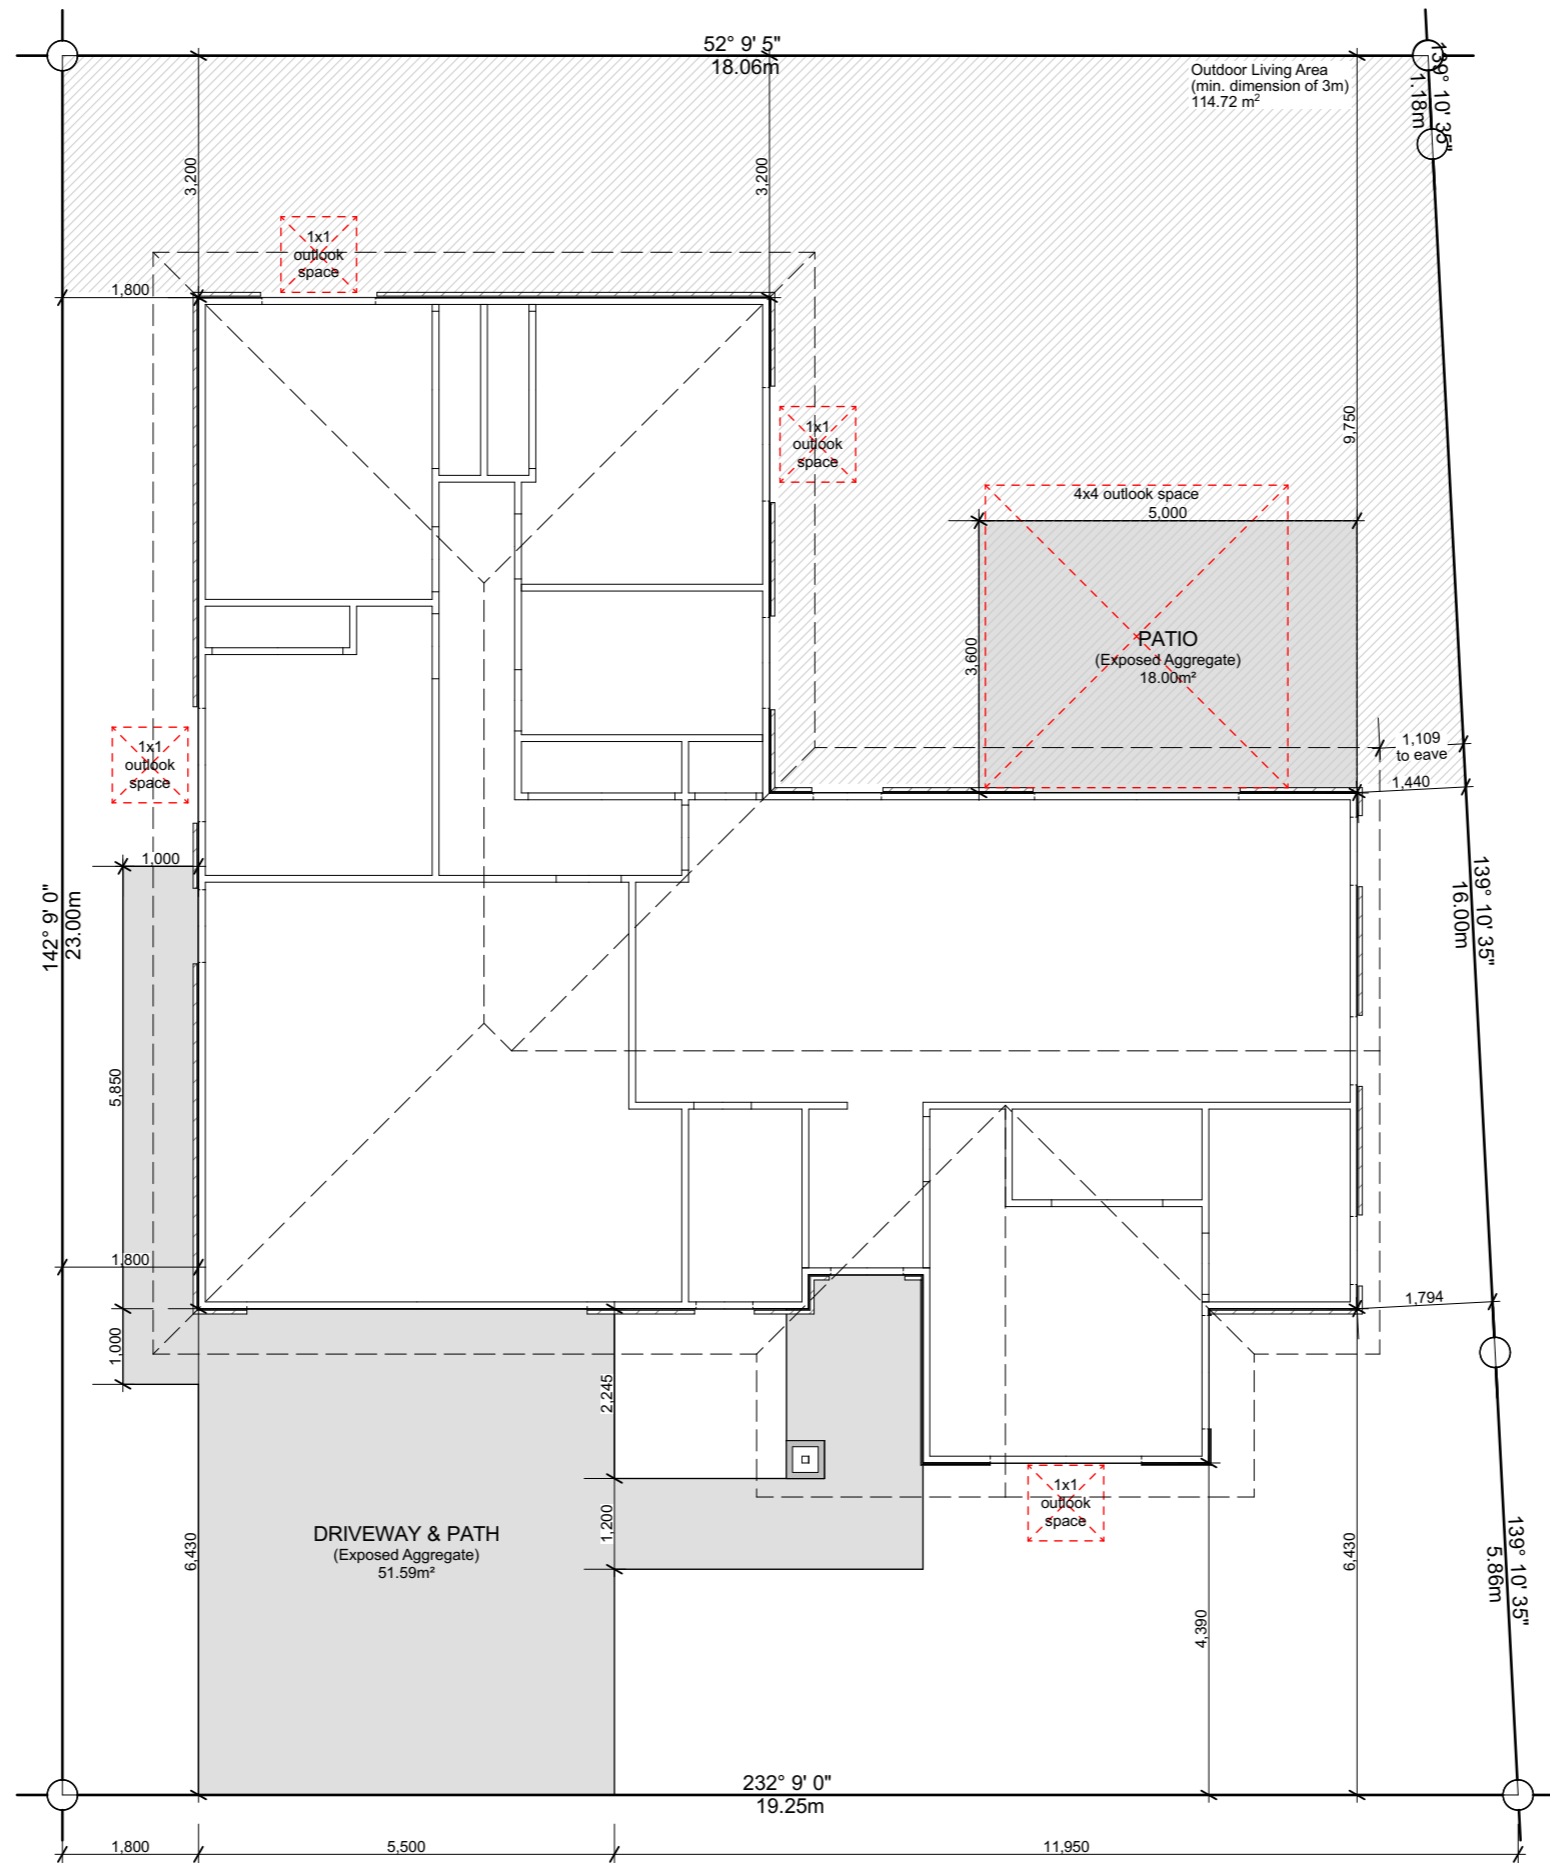 52° 9' 5"
18.06m
139° 10' 35"
1.18m
Outdoor Living Area
(min. dimension of 3m)
114.72 m²
3,200
3,200
1x1
outlook
space
1,800
9,750
1x1
outlook
space
4x4 outlook space
5,000
3,600
PATIO
(Exposed Aggregate)
18.00m²
1,109
to eave
1,440
1x1
outlook
space
1,000
142° 9' 0"
23.00m
139° 10' 35"
16.00m
5,850
1,800
1,794
1,000
2,245
1x1
outlook
space
1,200
DRIVEWAY & PATH
(Exposed Aggregate)
51.59m²
6,430
6,430
139° 10' 35"
5.86m
4,390
232° 9' 0"
19.25m
1,800
5,500
11,950